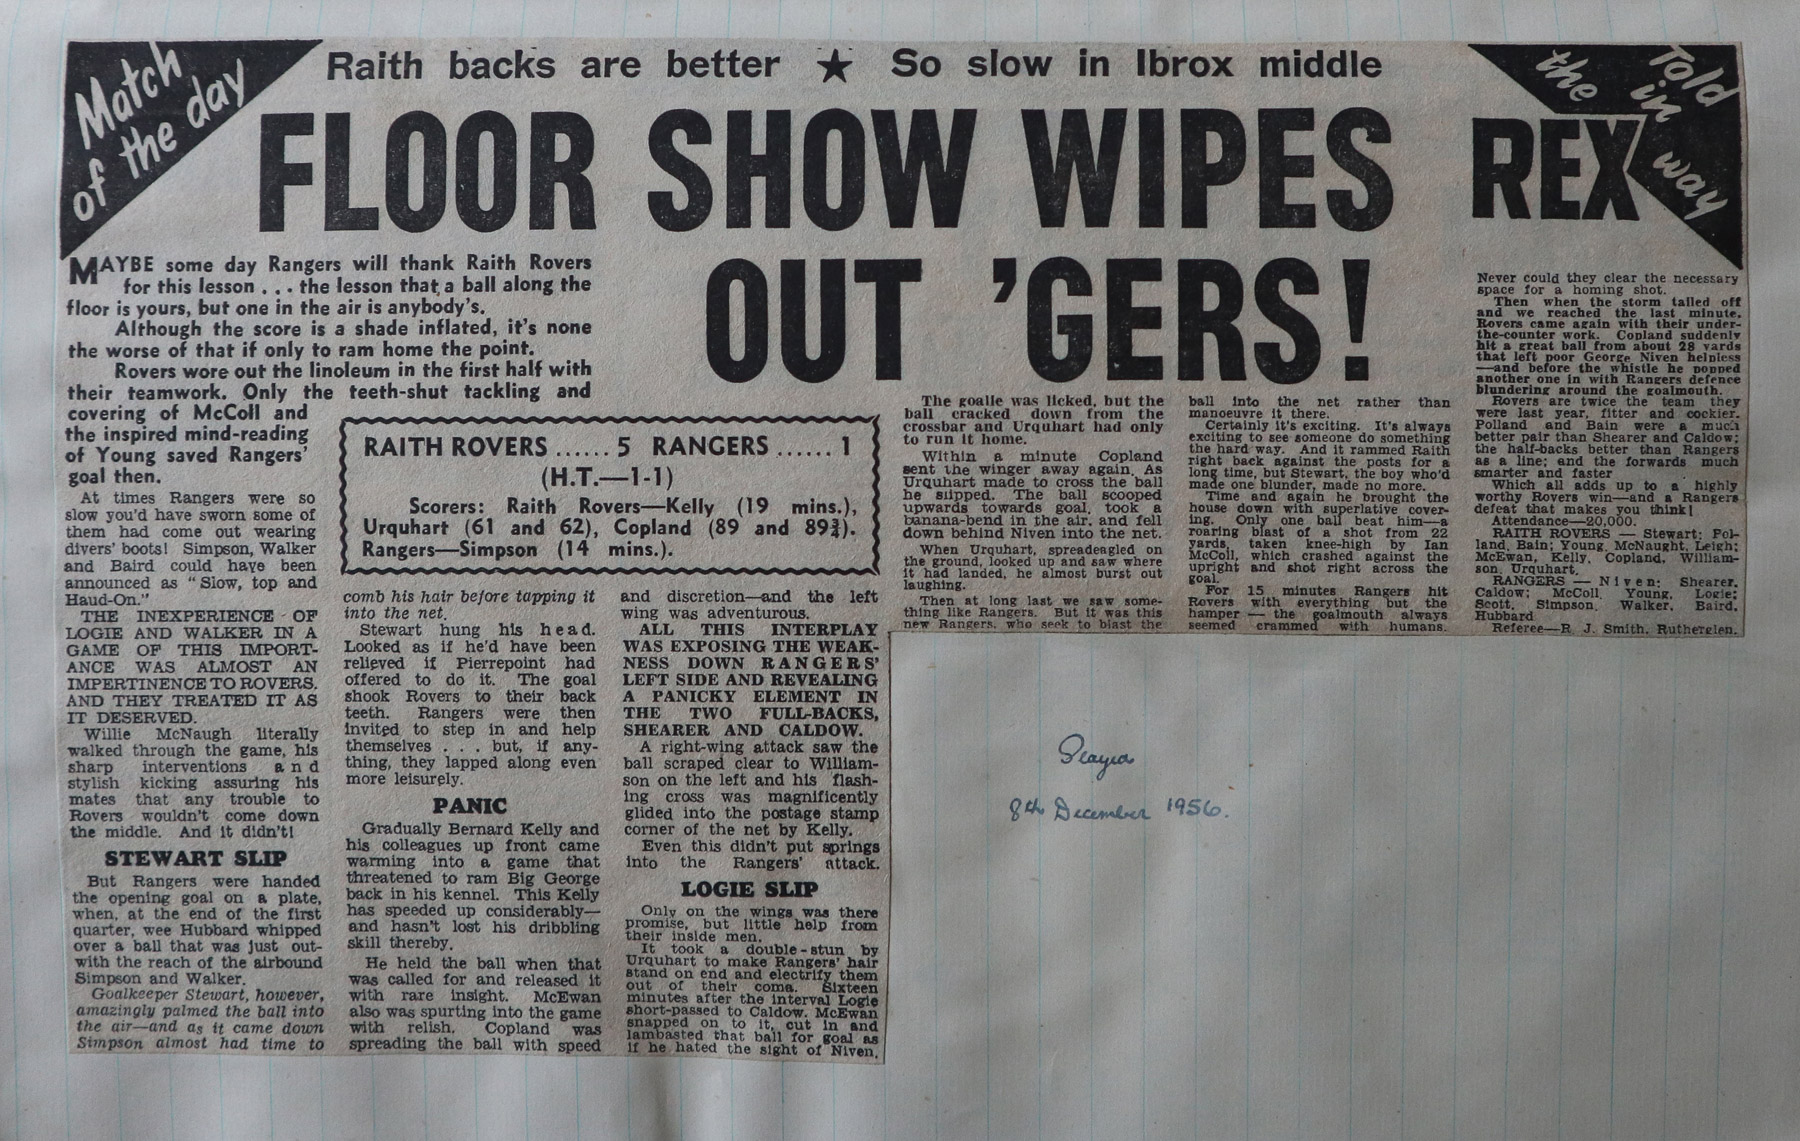 Match
of the day
Raith backs are better ★ So slow in Ibrox middle
FLOOR SHOW WIPES
OUT 'GERS!
Told
in
the
REX
way
MAYBE some day Rangers will thank Raith Rovers
for this lesson . . . the lesson that a ball along the
floor is yours, but one in the air is anybody's.
Although the score is a shade inflated, it's none
the worse of that if only to ram home the point.
Rovers wore out the linoleum in the first half with
their teamwork. Only the teeth-shut tackling and
covering of McColl and
the inspired mind-reading
of Young saved Rangers'
goal then.
At times Rangers were so
slow you'd have sworn some of
them had come out wearing
divers' boots! Simpson, Walker
and Baird could have been
announced as "Slow, top and
Haud-On."
THE INEXPERIENCE OF
LOGIE AND WALKER IN A
GAME OF THIS IMPORT-
ANCE WAS ALMOST AN
IMPERTINENCE TO ROVERS.
AND THEY TREATED IT AS
IT DESERVED.
Willie McNaugh literally
walked through the game, his
sharp interventions and
stylish kicking assuring his
mates that any trouble to
Rovers wouldn't come down
the middle. And it didn't!
STEWART SLIP
But Rangers were handed
the opening goal on a plate,
when, at the end of the first
quarter, wee Hubbard whipped
over a ball that was just out-
with the reach of the airbound
Simpson and Walker.
Goalkeeper Stewart, however,
amazingly palmed the ball into
the air—and as it came down
Simpson almost had time to
RAITH ROVERS ...... 5 RANGERS ...... 1
(H.T.—1-1)
Scorers: Raith Rovers—Kelly (19 mins.),
Urquhart (61 and 62), Copland (89 and 89¾).
Rangers—Simpson (14 mins.).
comb his hair before tapping it
into the net.
Stewart hung his head.
Looked as if he'd have been
relieved if Pierrepoint had
offered to do it. The goal
shook Rovers to their back
teeth. Rangers were then
invited to step in and help
themselves . . . but, if any-
thing, they lapped along even
more leisurely.
PANIC
Gradually Bernard Kelly and
his colleagues up front came
warming into a game that
threatened to ram Big George
back in his kennel. This Kelly
has speeded up considerably—
and hasn't lost his dribbling
skill thereby.
He held the ball when that
was called for and released it
with rare insight. McEwan
also was spurting into the game
with relish. Copland was
spreading the ball with speed
and discretion—and the left
wing was adventurous.
ALL THIS INTERPLAY
WAS EXPOSING THE WEAK-
NESS DOWN RANGERS'
LEFT SIDE AND REVEALING
A PANICKY ELEMENT IN
THE TWO FULL-BACKS,
SHEARER AND CALDOW.
A right-wing attack saw the
ball scraped clear to William-
son on the left and his flash-
ing cross was magnificently
glided into the postage stamp
corner of the net by Kelly.
Even this didn't put springs
into the Rangers' attack.
LOGIE SLIP
Only on the wings was there
promise, but little help from
their inside men.
It took a double-stun by
Urquhart to make Rangers' hair
stand on end and electrify them
out of their coma. Sixteen
minutes after the interval Logie
short-passed to Caldow. McEwan
snapped on to it, cut in and
lambasted that ball for goal as
if he hated the sight of Niven.
The goalie was licked, but the
ball cracked down from the
crossbar and Urquhart had only
to run it home.
Within a minute Copland
sent the winger away again. As
Urquhart made to cross the ball
he slipped. The ball scooped
upwards towards goal, took a
banana-bend in the air, and fell
down behind Niven into the net.
When Urquhart, spreadeagled on
the ground, looked up and saw where
it had landed, he almost burst out
laughing.
Then at long last we saw some-
thing like Rangers. But it was this
new Rangers, who seek to blast the
ball into the net rather than
manoeuvre it there.
Certainly it's exciting. It's always
exciting to see someone do something
the hard way. And it rammed Raith
right back against the posts for a
long time, but Stewart, the boy who'd
made one blunder, made no more.
Time and again he brought the
house down with superlative cover-
ing. Only one ball beat him—a
roaring blast of a shot from 22
yards, taken knee-high by Ian
McColl, which crashed against the
upright and shot right across the
goal.
For 15 minutes Rangers hit
Rovers with everything but the
hamper—the goalmouth always
seemed crammed with humans.
Never could they clear the necessary
space for a homing shot.
Then when the storm tailed off
and we reached the last minute,
Rovers came again with their under-
the-counter work. Copland suddenly
hit a great ball from about 28 yards
that left poor George Niven helpless
—and before the whistle he popped
another one in with Rangers defence
blundering around the goalmouth.
Rovers are twice the team they
were last year, fitter and cockier.
Polland and Bain were a much
better pair than Shearer and Caldow;
the half-backs better than Rangers
as a line; and the forwards much
smarter and faster
Which all adds up to a highly
worthy Rovers win—and a Rangers
defeat that makes you think!
Attendance—20,000.
RAITH ROVERS — Stewart; Pol-
land, Bain; Young, McNaught, Leigh;
McEwan, Kelly, Copland, William-
son, Urquhart.
RANGERS — Niven; Shearer,
Caldow; McColl, Young, Logie;
Scott, Simpson, Walker, Baird,
Hubbard
Referee—R. J. Smith, Rutherglen.
Played
8th December 1956.